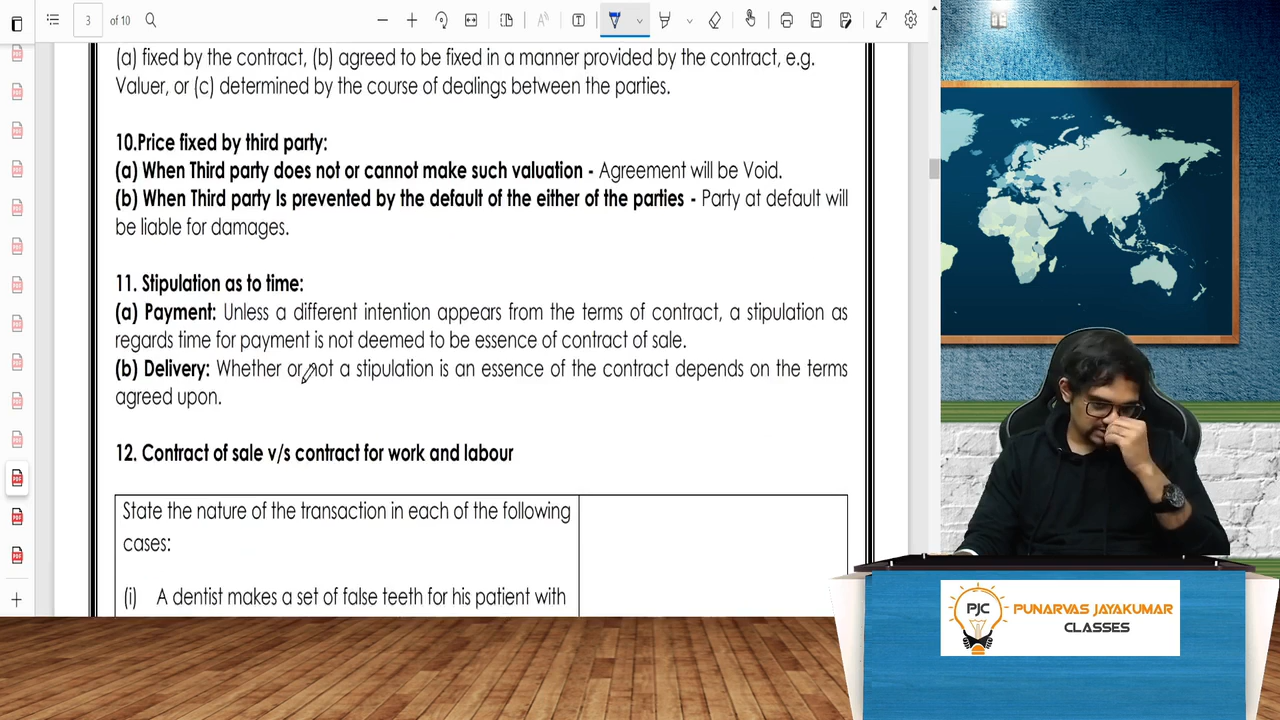 3 of 10
(a) fixed by the contract, (b) agreed to be fixed in a manner provided by the contract, e.g.
Valuer, or (c) determined by the course of dealings between the parties.
10.Price fixed by third party:
(a) When Third party does not or cannot make such valuation - Agreement will be Void.
(b) When Third party Is prevented by the default of the either of the parties - Party at default will
be liable for damages.
11. Stipulation as to time:
(a) Payment: Unless a different intention appears from the terms of contract, a stipulation as
regards time for payment is not deemed to be essence of contract of sale.
(b) Delivery: Whether or not a stipulation is an essence of the contract depends on the terms
agreed upon.
12. Contract of sale v/s contract for work and labour
State the nature of the transaction in each of the following
cases:
(i) A dentist makes a set of false teeth for his patient with
PJC
PUNARVAS JAYAKUMAR
CLASSES